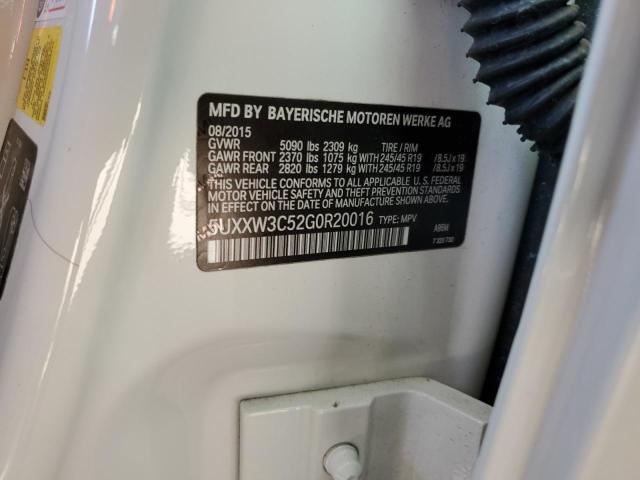 MFD BY BAYERISCHE MOTOREN WERKE AG
08/2015
GVWR 5090 lbs 2309 kg TIRE / RIM
GAWR FRONT 2370 lbs 1075 kg WITH 245/45 R19 / 8.5J x 19
GAWR REAR 2820 lbs 1279 kg WITH 245/45 R19 / 8.5J x 19
THIS VEHICLE CONFORMS TO ALL APPLICABLE U. S. FEDERAL
MOTOR VEHICLE SAFETY AND THEFT PREVENTION STANDARDS
IN EFFECT ON THE DATE OF MANUFACTURE SHOWN ABOVE.
5UXXW3C52G0R20016 TYPE: MPV